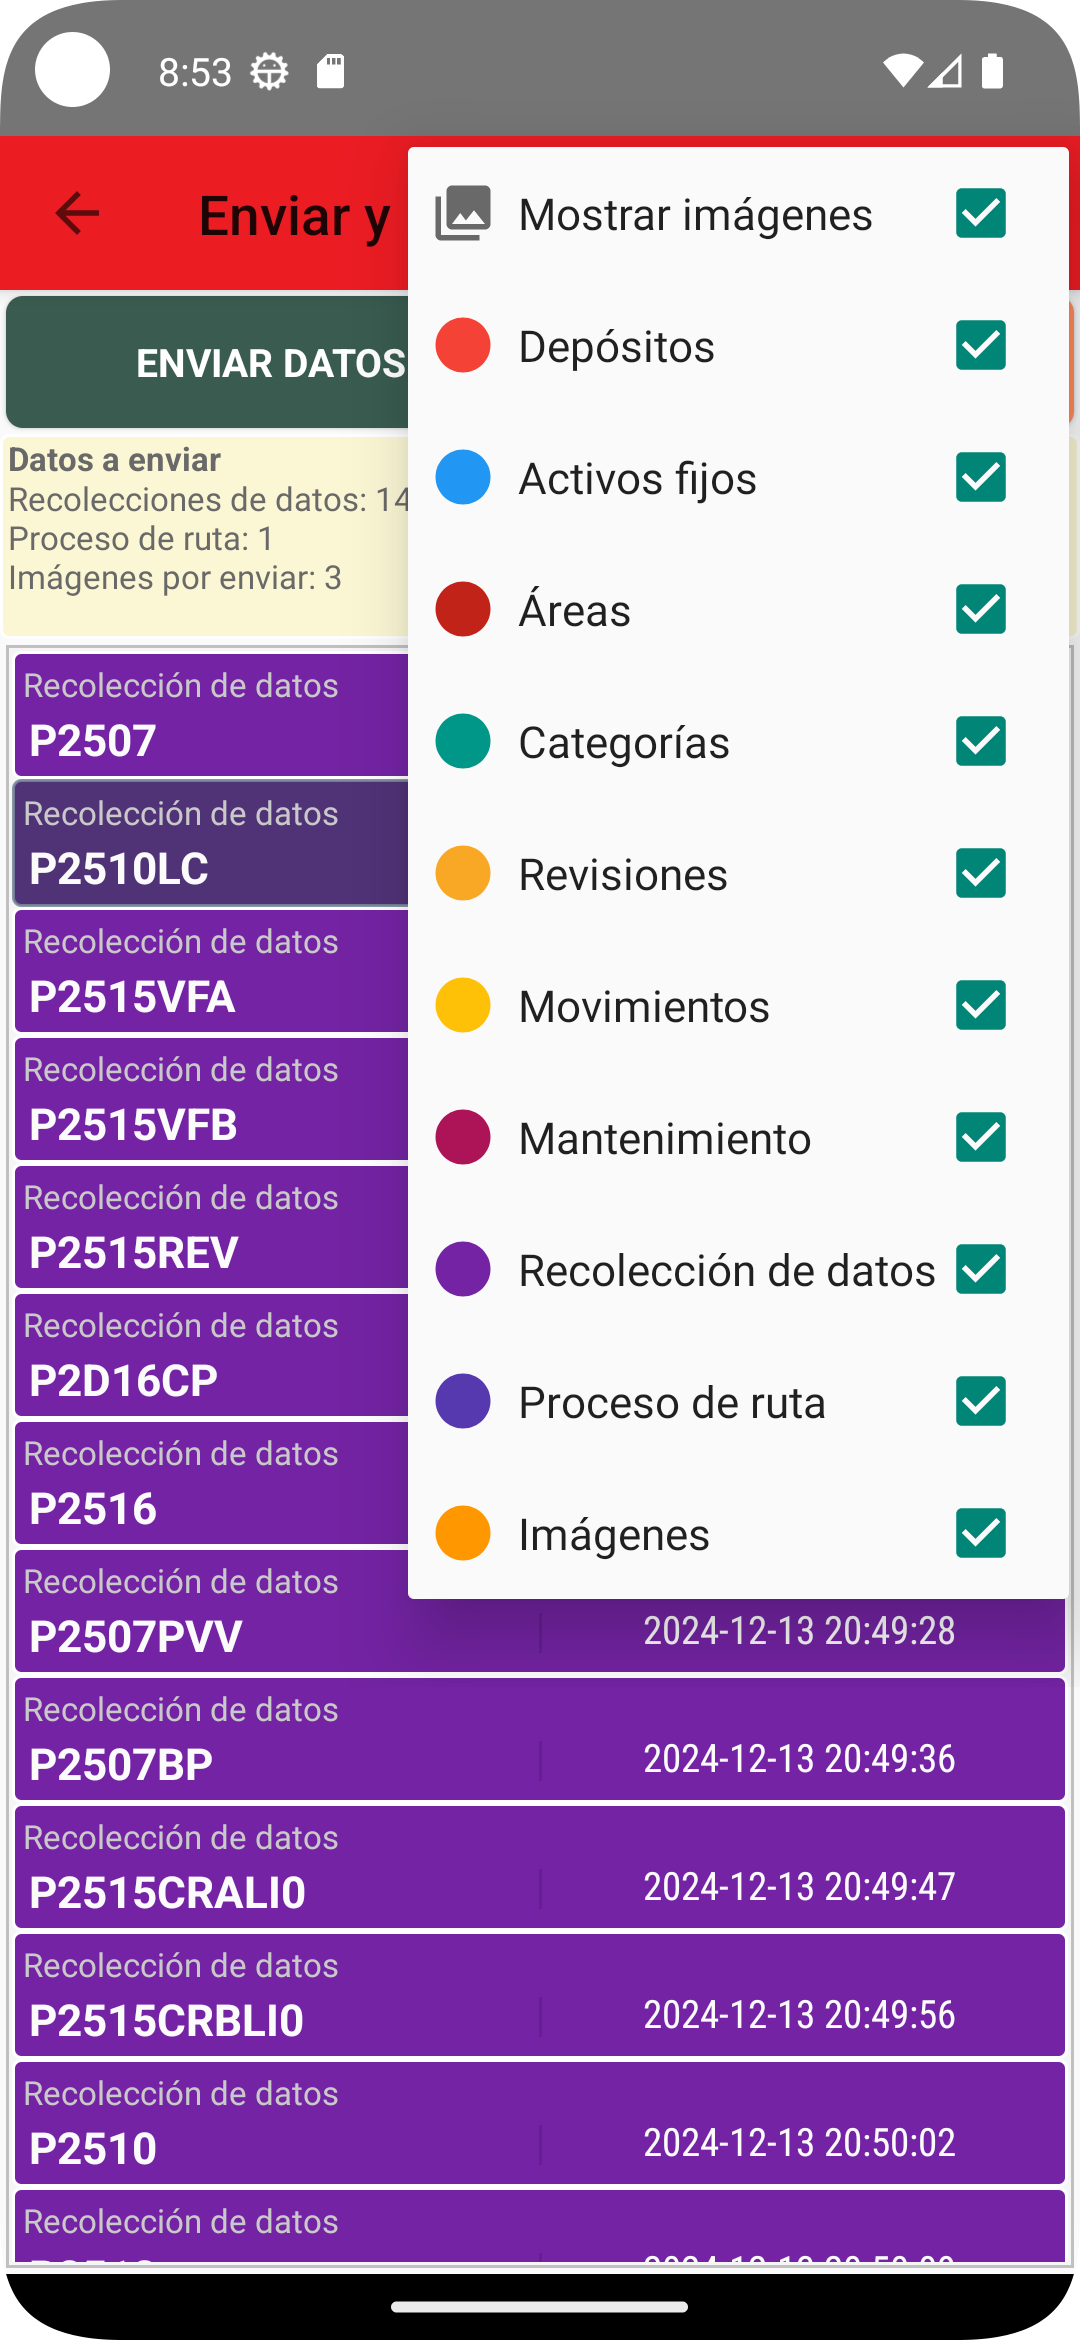 8:53
Enviar y
Mostrar imágenes
Depósitos
Activos fijos
Áreas
Categorías
Revisiones
Movimientos
Mantenimiento
Recolección de datos
Proceso de ruta
Imágenes
ENVIAR DATOS
Datos a enviar
Recolecciones de datos: 14
Proceso de ruta: 1
Imágenes por enviar: 3
Recolección de datos
P2507
Recolección de datos
P2510LC
Recolección de datos
P2515VFA
Recolección de datos
P2515VFB
Recolección de datos
P2515REV
Recolección de datos
P2D16CP
Recolección de datos
P2516
Recolección de datos
P2507PVV
2024-12-13 20:49:28
Recolección de datos
P2507BP
2024-12-13 20:49:36
Recolección de datos
P2515CRALI0
2024-12-13 20:49:47
Recolección de datos
P2515CRBLI0
2024-12-13 20:49:56
Recolección de datos
P2510
2024-12-13 20:50:02
Recolección de datos